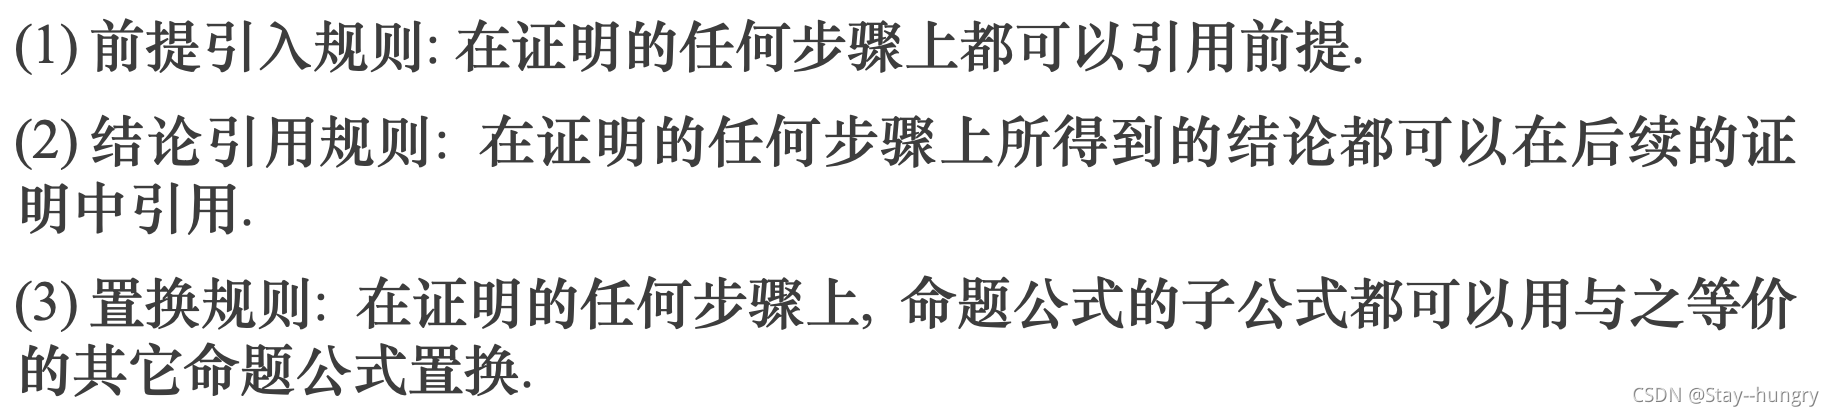 (1) 前提引入规则: 在证明的任何步骤上都可以引用前提.
(2) 结论引用规则: 在证明的任何步骤上所得到的结论都可以在后续的证
明中引用.
(3) 置换规则: 在证明的任何步骤上, 命题公式的子公式都可以用与之等价
的其它命题公式置换.
CSDN @Stay--hungry